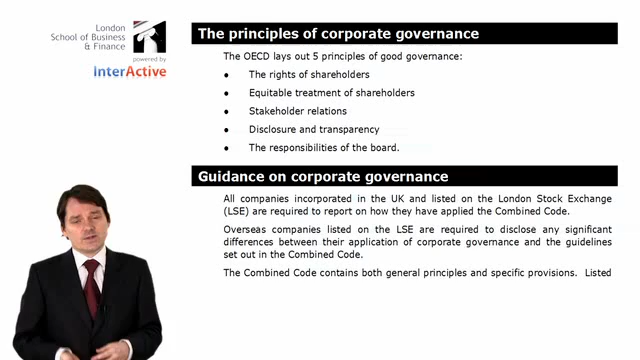 London
School of Business
& Finance
powered by
InterActive
The principles of corporate governance
The OECD lays out 5 principles of good governance:
● The rights of shareholders
● Equitable treatment of shareholders
● Stakeholder relations
● Disclosure and transparency
● The responsibilities of the board.
Guidance on corporate governance
All companies incorporated in the UK and listed on the London Stock Exchange
(LSE) are required to report on how they have applied the Combined Code.
Overseas companies listed on the LSE are required to disclose any significant
differences between their application of corporate governance and the guidelines
set out in the Combined Code.
The Combined Code contains both general principles and specific provisions. Listed